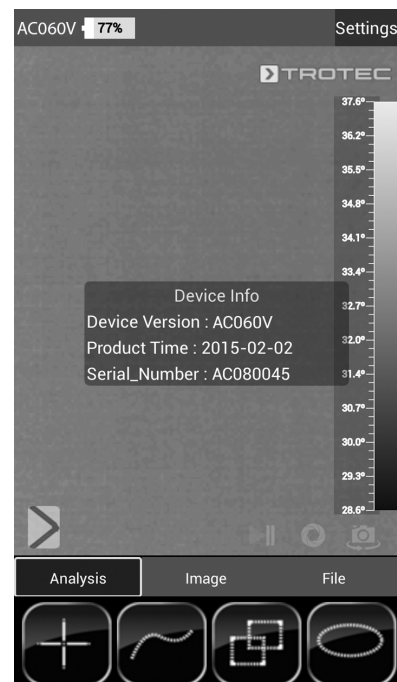 AC060V 77% Settings
TROTEC
37.6°
36.2°
35.5°
34.8°
34.1°
33.4°
Device Info
32.7°
Device Version : AC060V
32.0°
Product Time : 2015-02-02
31.4°
Serial_Number : AC080045
30.7°
30.0°
29.3°
28.6°
Analysis Image File